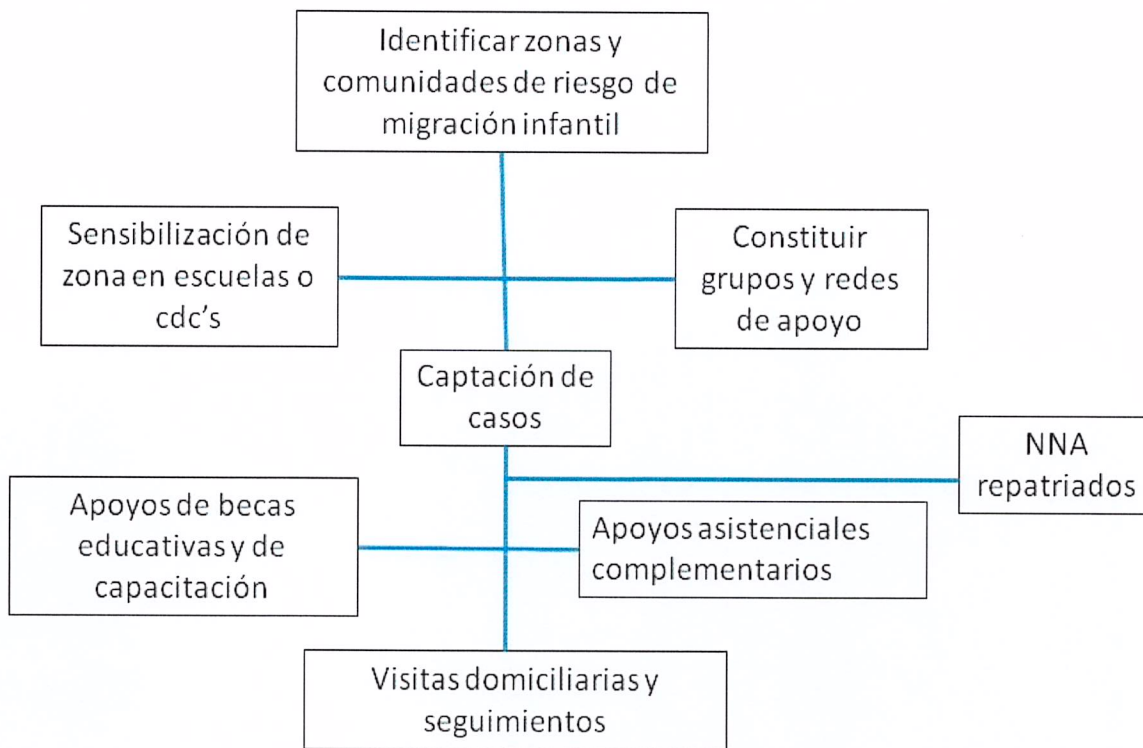 Identificar zonas y
comunidades de riesgo de
migración infantil
Sensibilización de
zona en escuelas o
cdc's
Constituir
grupos y redes
de apoyo
Captación de
casos
NNA
repatriados
Apoyos de becas
educativas y de
capacitación
Apoyos asistenciales
complementarios
Visitas domiciliarias y
seguimientos